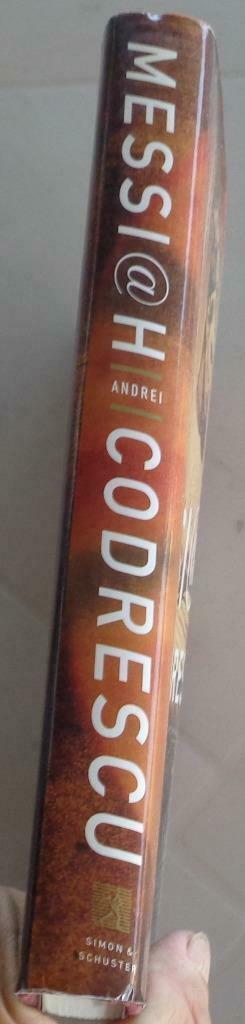 MESSI@H
ANDREI
CODRESCU
SIMON &
SCHUSTER